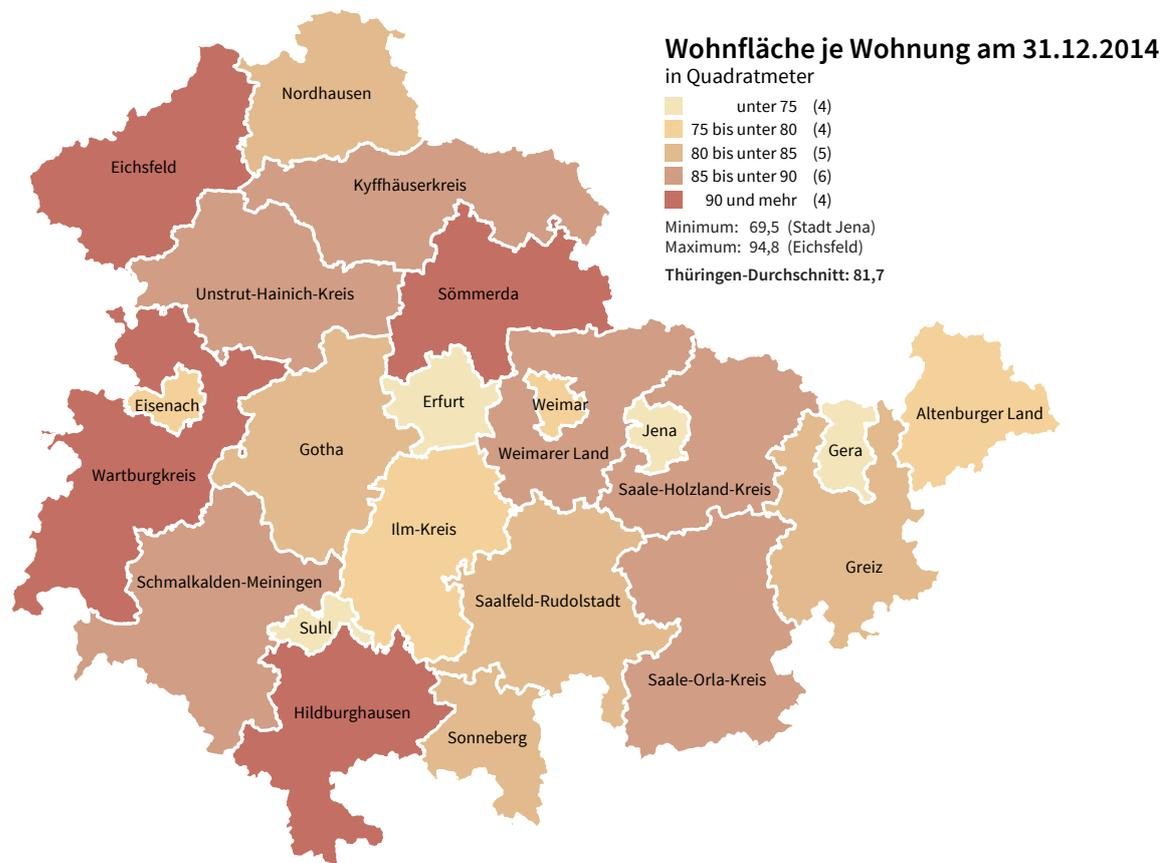 Wohnfläche je Wohnung am 31.12.2014
in Quadratmeter
unter 75 (4)
75 bis unter 80 (4)
80 bis unter 85 (5)
85 bis unter 90 (6)
90 und mehr (4)
Minimum: 69,5 (Stadt Jena)
Maximum: 94,8 (Eichsfeld)
Thüringen-Durchschnitt: 81,7
Nordhausen
Eichsfeld
Kyffhäuserkreis
Unstrut-Hainich-Kreis
Sömmerda
Eisenach
Erfurt
Weimar
Altenburger Land
Jena
Gotha
Weimarer Land
Gera
Wartburgkreis
Saale-Holzland-Kreis
Ilm-Kreis
Greiz
Schmalkalden-Meiningen
Saalfeld-Rudolstadt
Suhl
Saale-Orla-Kreis
Hildburghausen
Sonneberg